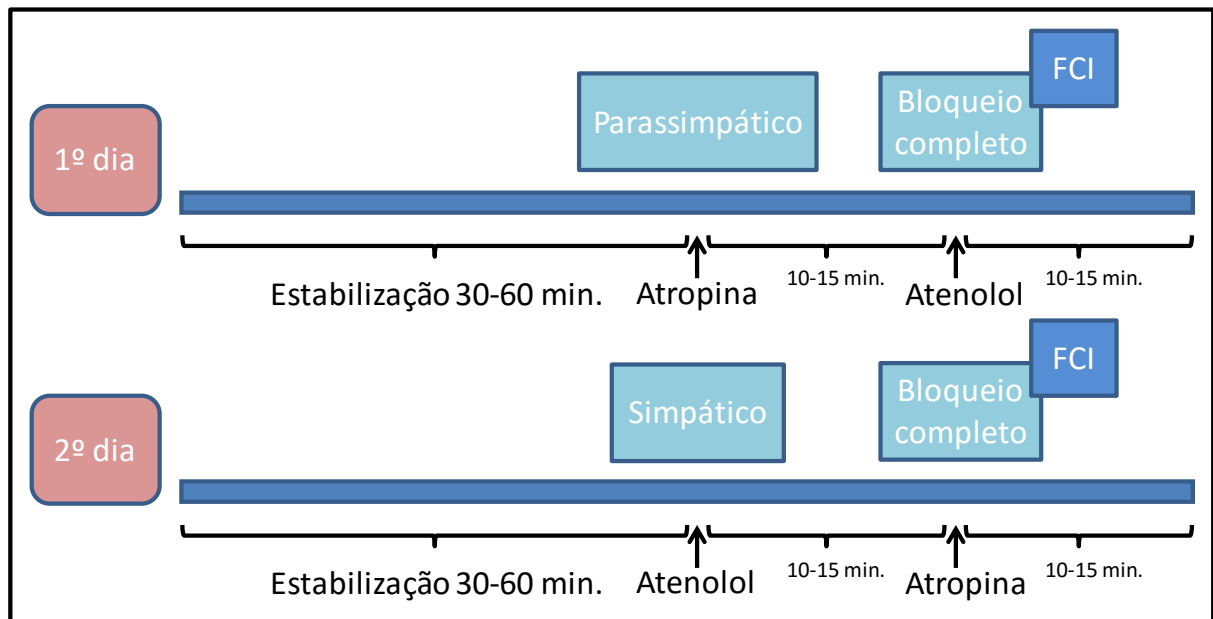 FCI
Parassimpático
Bloqueio
completo
1º dia
Estabilização 30-60 min.
Atropina
10-15 min.
Atenolol
10-15 min.
FCI
Simpático
Bloqueio
completo
2º dia
Estabilização 30-60 min.
Atenolol
10-15 min.
Atropina
10-15 min.